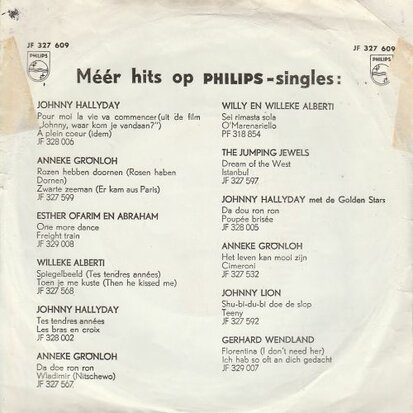 JF 327 609
PHILIPS
JF 327 609
PHILIPS
Méér hits op PHILIPS-singles:
JOHNNY HALLYDAY
Pour moi la vie va commencer(uit de film
„Johnny, waar kom je vandaan?”)
A plein coeur (idem)
JF 328 006
ANNEKE GRÖNLOH
Rozen hebben doornen (Rosen haben
Dornen)
Zwarte zeeman (Er kam aus Paris)
JF 327 599
ESTHER OFARIM EN ABRAHAM
One more dance
Freight train
JF 329 008
WILLEKE ALBERTI
Spiegelbeeld (Tes tendres années)
Toen je me kuste (Then he kissed me)
JF 327 568
JOHNNY HALLYDAY
Tes tendres années
Les bras en croix
JF 328 002
ANNEKE GRÖNLOH
Da doe ron ron
Wladimir (Nitschewo)
JF 327 567
WILLY EN WILLEKE ALBERTI
Sei rimasta sola
O'Marenariello
PF 318 854
THE JUMPING JEWELS
Dream of the West
Istanbul
JF 327 597
JOHNNY HALLYDAY met de Golden Stars
Da dou ron ron
Poupée brisée
JF 328 005
ANNEKE GRÖNLOH
Het leven kan mooi zijn
Cimeroni
JF 327 532
JOHNNY LION
Shu-bi-du-bi doe de slop
Teeny
JF 327 592
GERHARD WENDLAND
Florentina (I don't need her)
Ich hab so oft an dich gedacht
JF 329 007